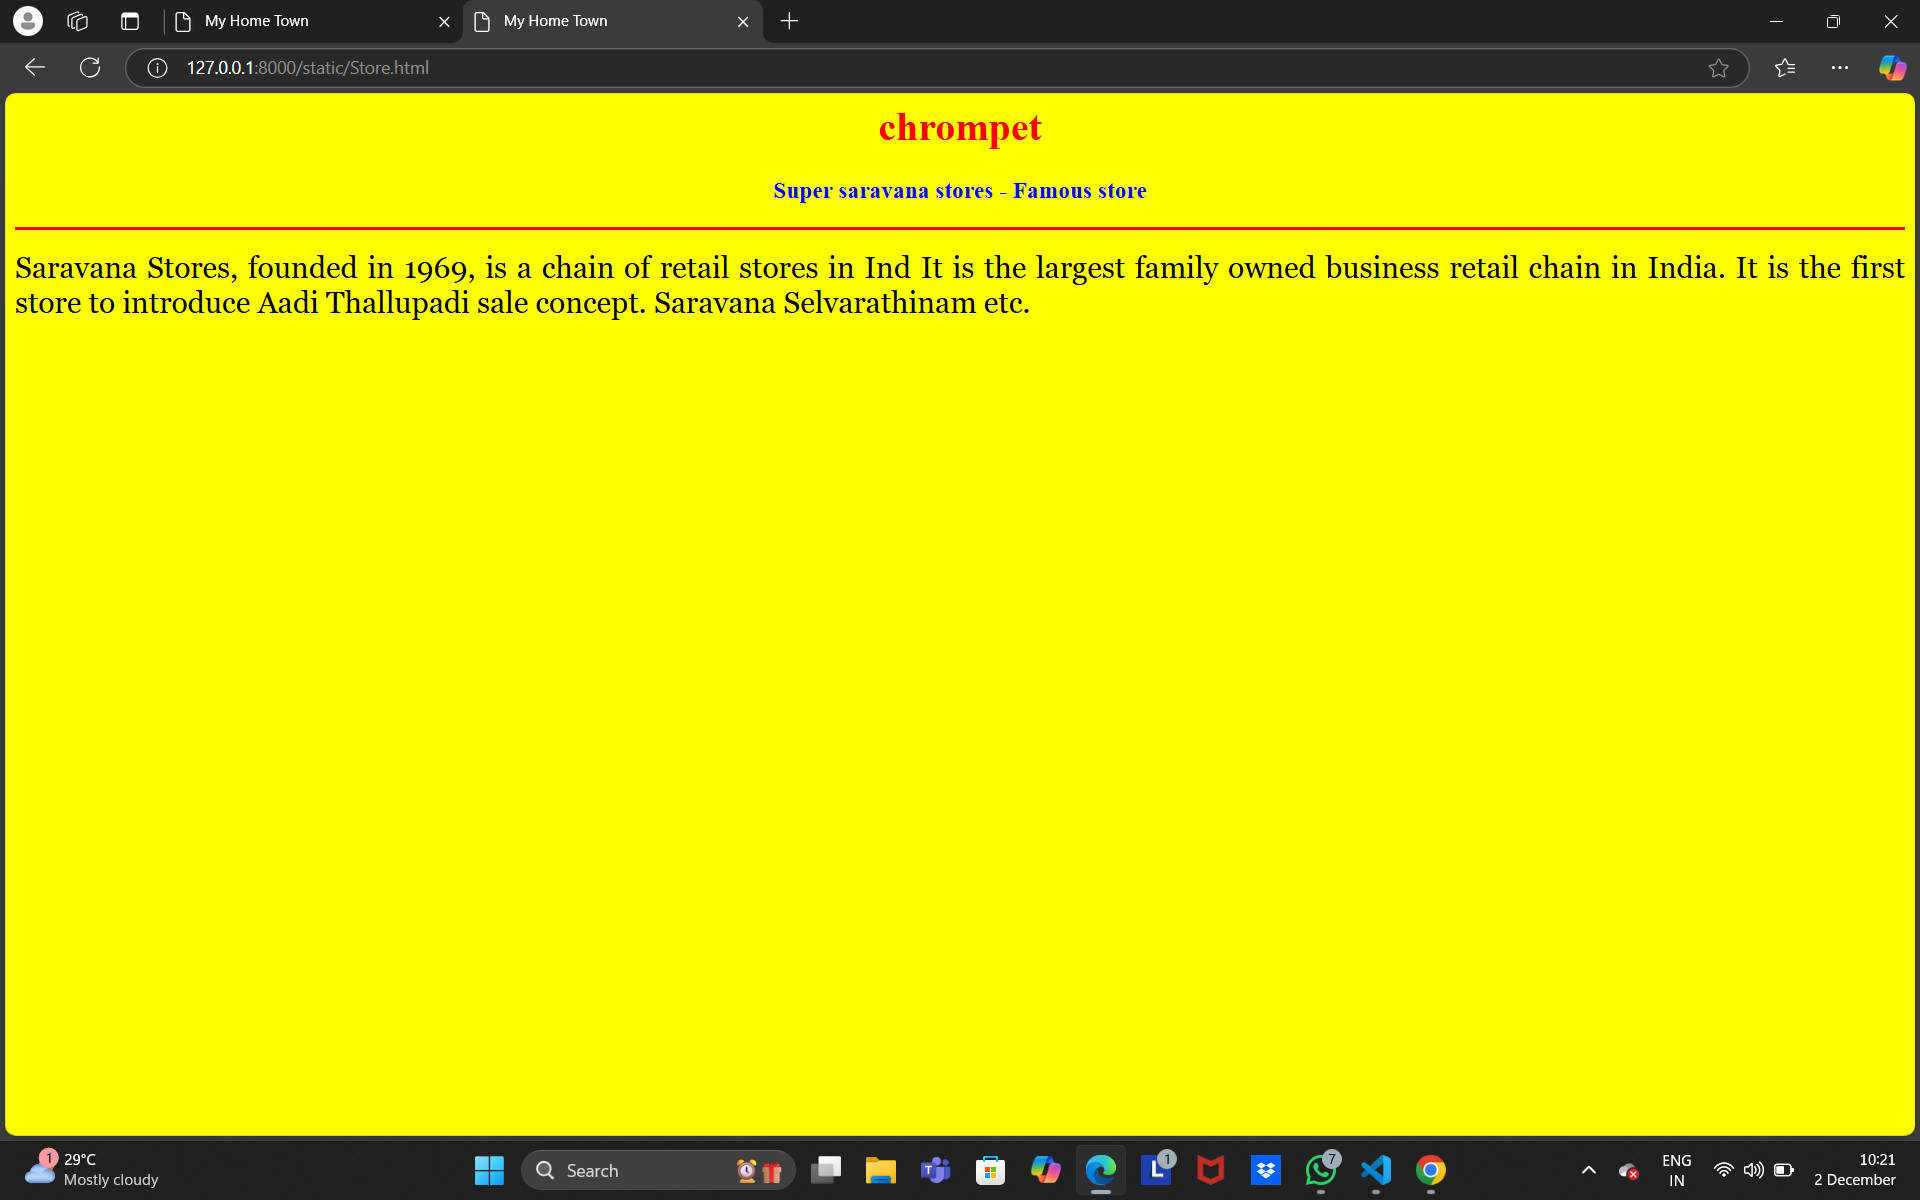 My Home Town
My Home Town
127.0.0.1:8000/static/Store.html
chrompet
Super saravana stores - Famous store
Saravana Stores, founded in 1969, is a chain of retail stores in Ind It is the largest family owned business retail chain in India. It is the first
store to introduce Aadi Thallupadi sale concept. Saravana Selvarathinam etc.
1
29°C
Mostly cloudy
Search
T
L
1
7
ENG
IN
10:21
2 December